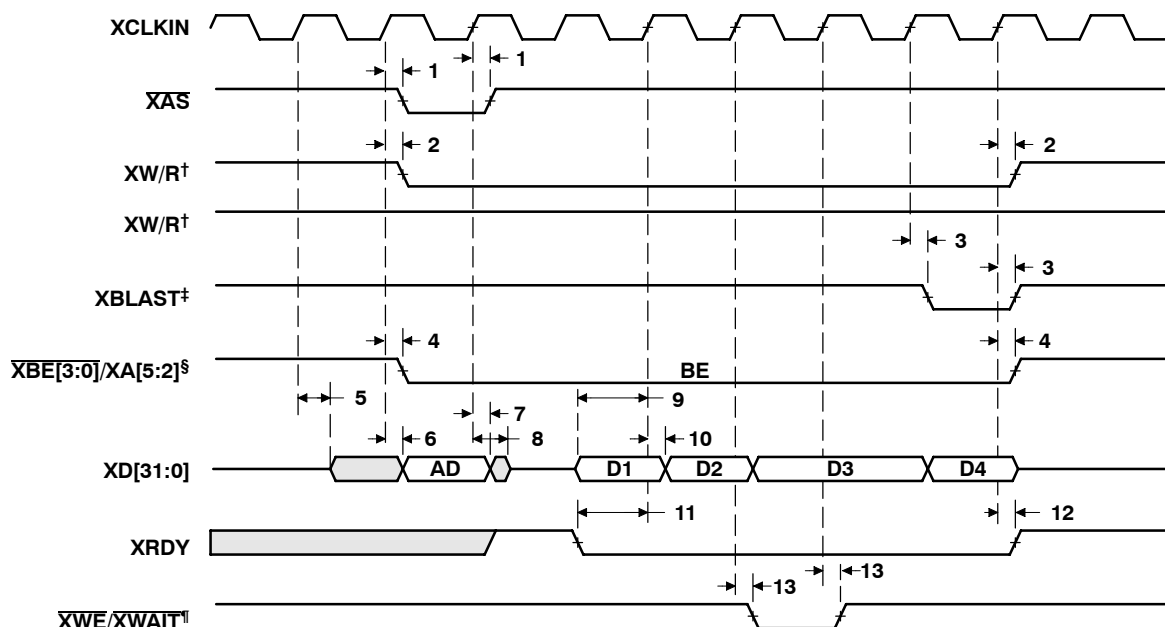 XCLKIN
1
1
XAS
2
2
XW/R†
XW/R†
3
3
XBLAST‡
4
4
XBE[3:0]/XA[5:2]§
BE
5
9
7
6
8
10
XD[31:0]
AD
D1
D2
D3
D4
11
12
XRDY
13
13
XWE/XWAIT¶